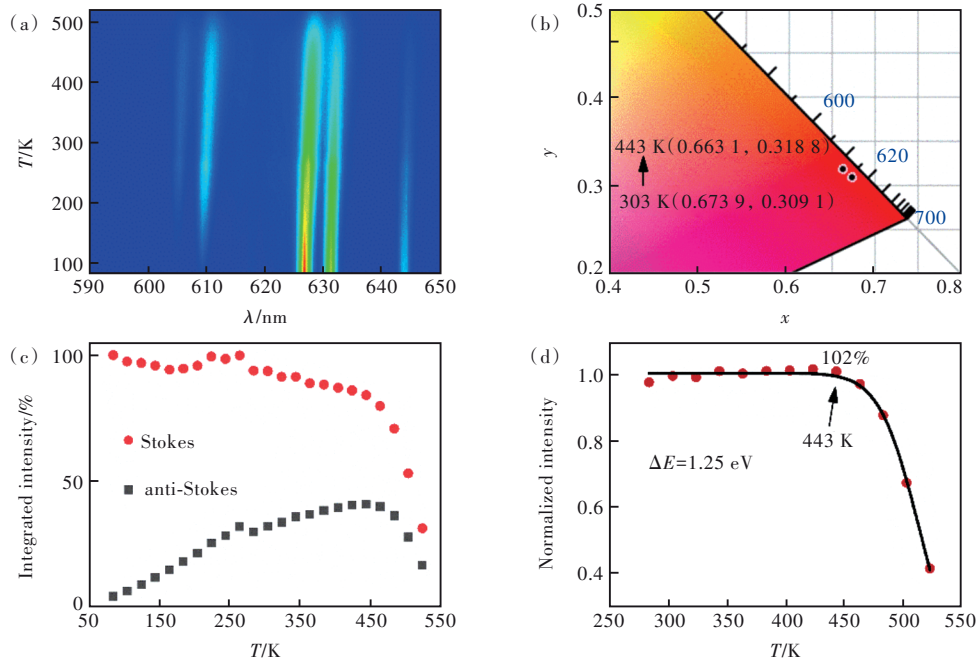 (a)
500
400
300
200
100
T/K
590
600
610
620
630
640
650
λ/nm
(b)
0.5
0.4
0.3
0.2
y
600
620
700
443 K(0.663 1, 0.318 8)
303 K(0.673 9, 0.309 1)
0.4
0.5
0.6
0.7
0.8
x
(c)
100
50
0
Integrated intensity/%
Stokes
anti-Stokes
50
150
250
350
450
550
T/K
(d)
1.0
0.8
0.6
0.4
Normalized intensity
102%
443 K
ΔE=1.25 eV
250
300
350
400
450
500
550
T/K